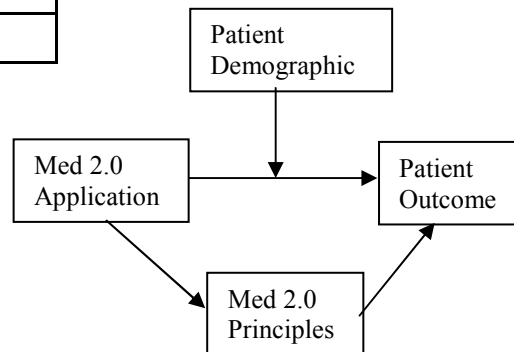 Patient
Demographic
Med 2.0
Application
Patient
Outcome
Med 2.0
Principles